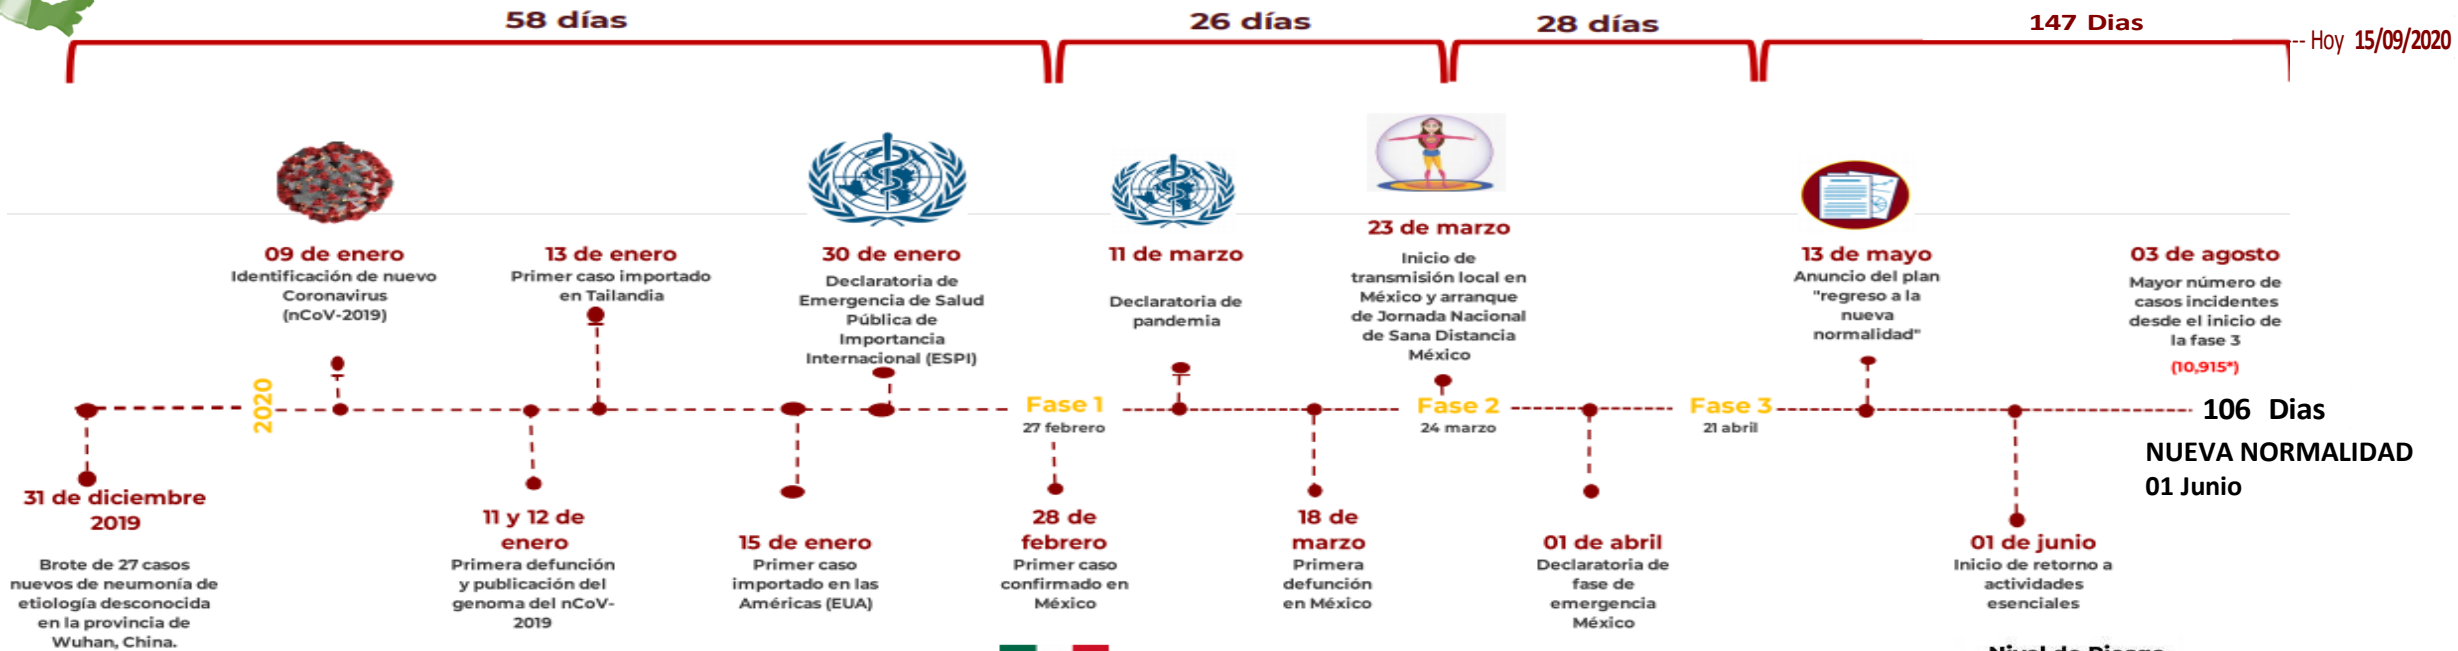 58 días
26 días
28 días
147 Dias
-- Hoy 15/09/2020
09 de enero
Identificación de nuevo
Coronavirus
(nCoV-2019)
13 de enero
Primer caso importado
en Tailandia
30 de enero
Declaratoria de
Emergencia de Salud
Pública de
Importancia
Internacional (ESPI)
11 de marzo
Declaratoria de
pandemia
23 de marzo
Inicio de
transmisión local en
México y arranque
de Jornada Nacional
de Sana Distancia
México
13 de mayo
Anuncio del plan
"regreso a la
nueva
normalidad"
03 de agosto
Mayor número de
casos incidentes
desde el inicio de
la fase 3
(10,915*)
2020
Fase 1
27 febrero
Fase 2
24 marzo
Fase 3
21 abril
106 Dias
NUEVA NORMALIDAD
01 Junio
31 de diciembre
2019
Brote de 27 casos
nuevos de neumonía de
etiología desconocida
en la provincia de
Wuhan, China.
11 y 12 de
enero
Primera defunción
y publicación del
genoma del nCoV-
2019
15 de enero
Primer caso
importado en las
Américas (EUA)
28 de
febrero
Primer caso
confirmado en
México
18 de
marzo
Primera
defunción
en México
01 de abril
Declaratoria de
fase de
emergencia
México
01 de junio
Inicio de retorno a
actividades
esenciales
Nivel de Riesgo